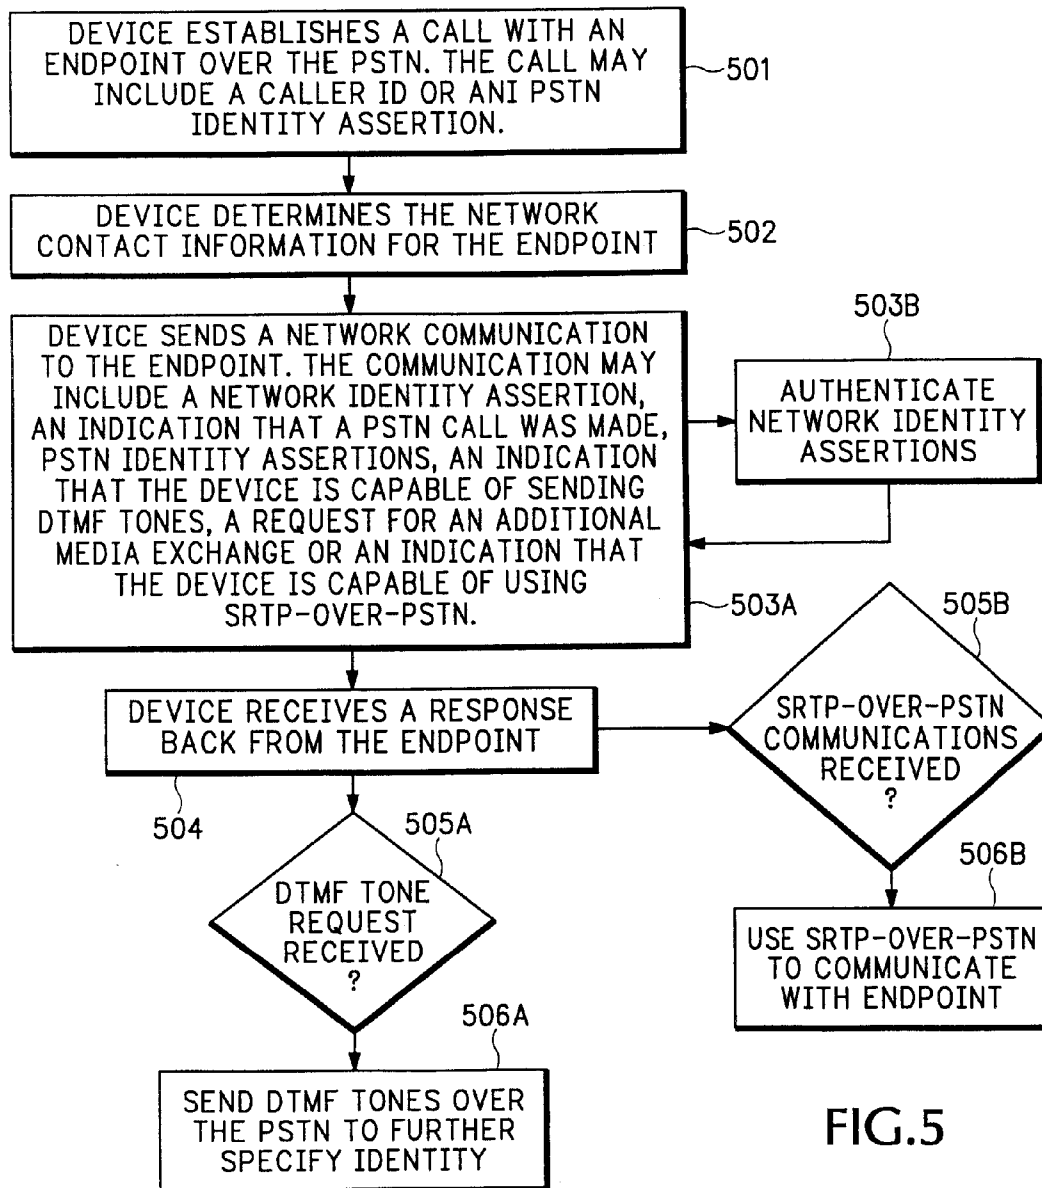 DEVICE ESTABLISHES A CALL WITH AN
ENDPOINT OVER THE PSTN. THE CALL MAY
INCLUDE A CALLER ID OR ANI PSTN
IDENTITY ASSERTION.
501
DEVICE DETERMINES THE NETWORK
CONTACT INFORMATION FOR THE ENDPOINT
502
DEVICE SENDS A NETWORK COMMUNICATION
TO THE ENDPOINT. THE COMMUNICATION MAY
INCLUDE A NETWORK IDENTITY ASSERTION,
AN INDICATION THAT A PSTN CALL WAS MADE,
PSTN IDENTITY ASSERTIONS, AN INDICATION
THAT THE DEVICE IS CAPABLE OF SENDING
DTMF TONES, A REQUEST FOR AN ADDITIONAL
MEDIA EXCHANGE OR AN INDICATION THAT
THE DEVICE IS CAPABLE OF USING
SRTP-OVER-PSTN.
503A
503B
AUTHENTICATE
NETWORK IDENTITY
ASSERTIONS
DEVICE RECEIVES A RESPONSE
BACK FROM THE ENDPOINT
504
505B
SRTP-OVER-PSTN
COMMUNICATIONS
RECEIVED
?
505A
DTMF TONE
REQUEST
RECEIVED
?
506B
USE SRTP-OVER-PSTN
TO COMMUNICATE
WITH ENDPOINT
506A
SEND DTMF TONES OVER
THE PSTN TO FURTHER
SPECIFY IDENTITY
FIG.5